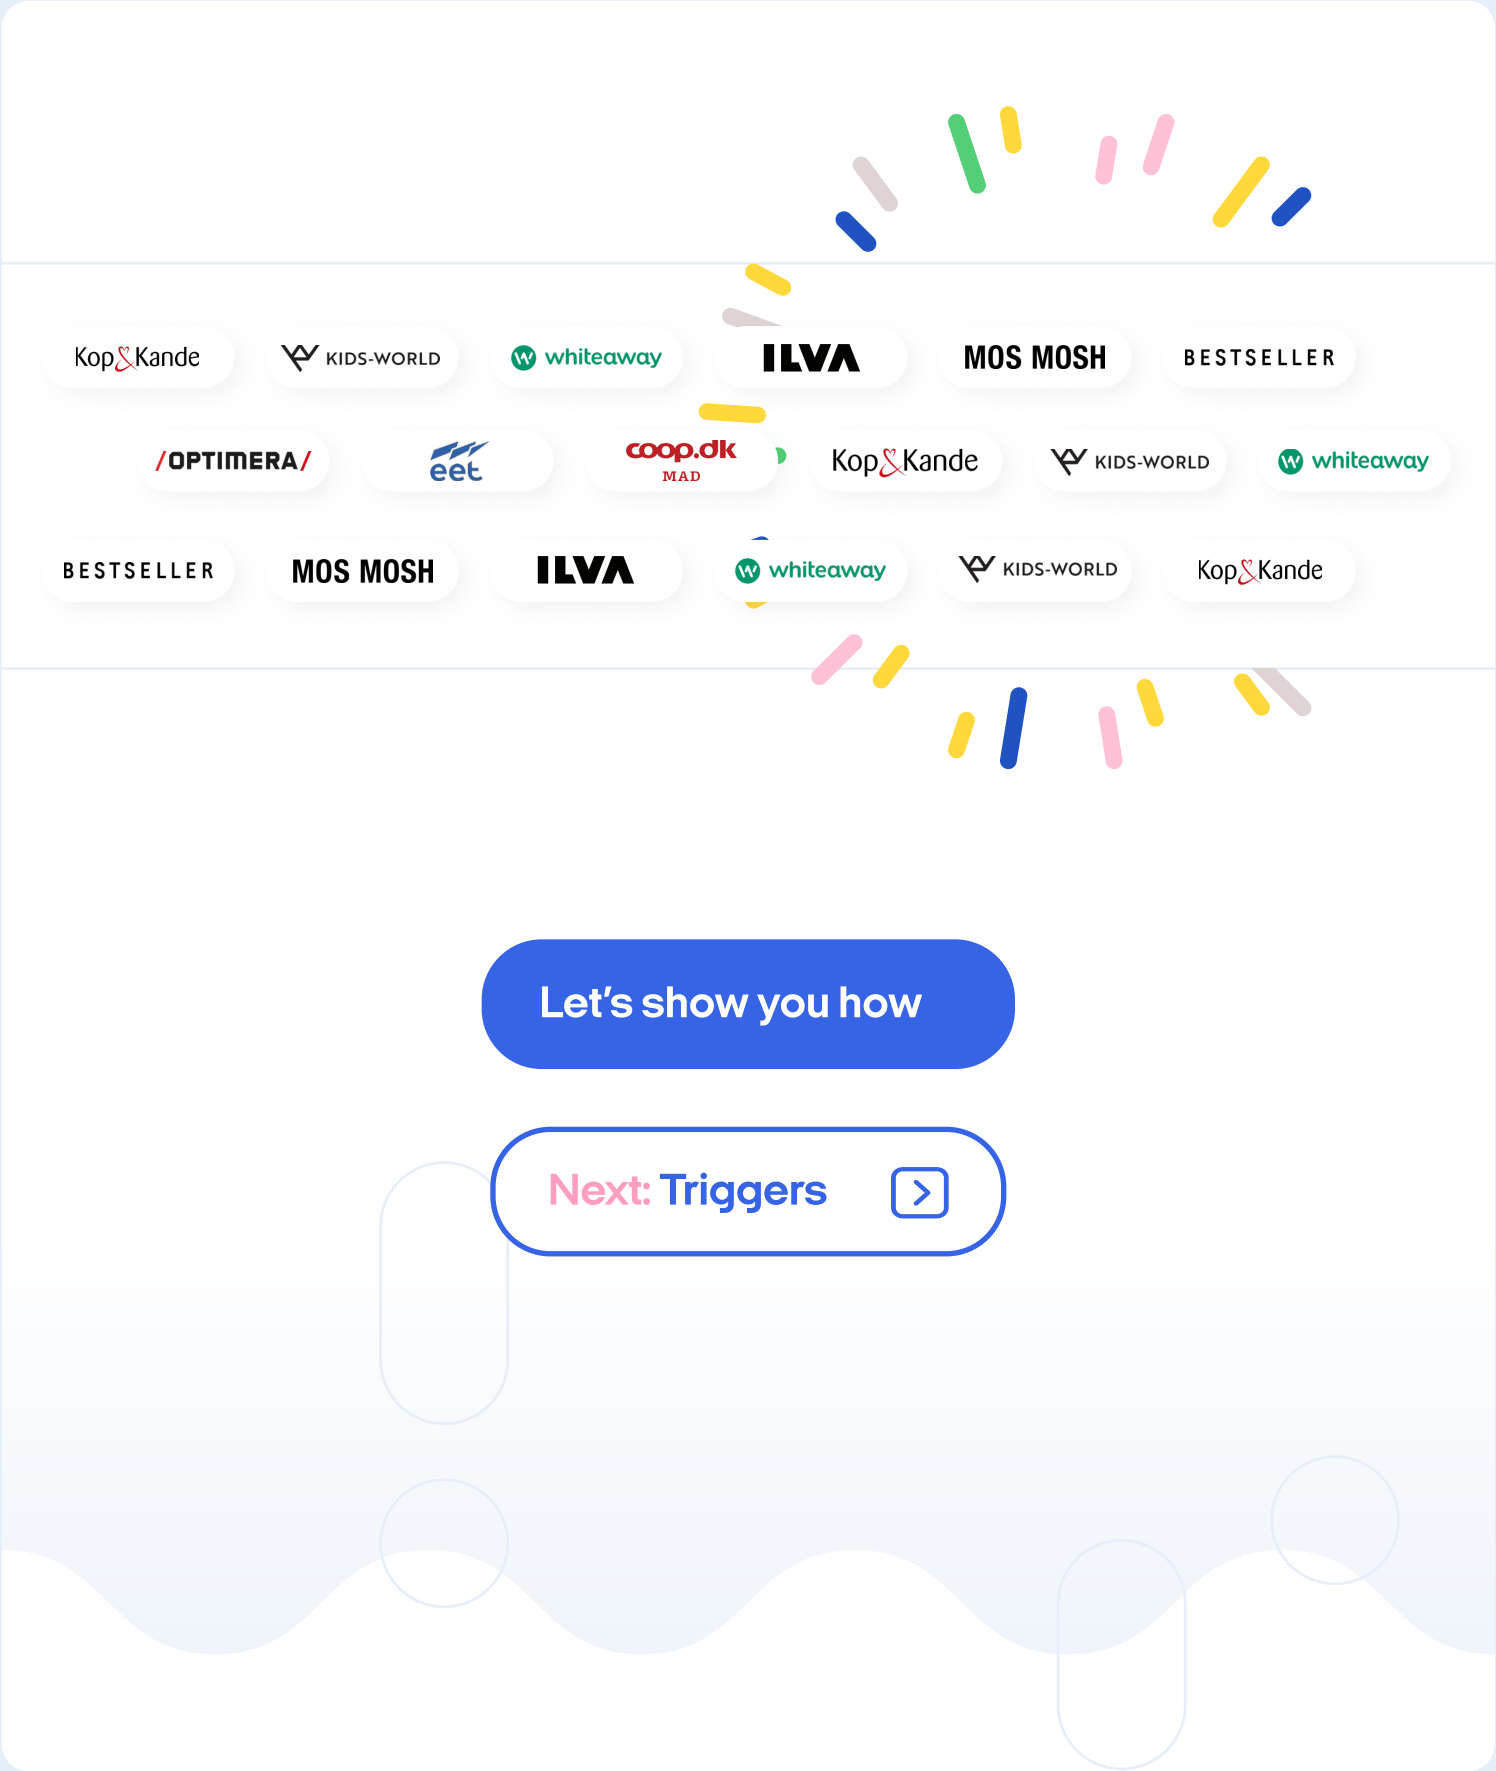 Kop&Kande KIDS-WORLD whiteaway ILVA MOS MOSH BESTSELLER
/OPTIMERA/ eet coop.dk MAD Kop&Kande KIDS-WORLD whiteaway
BESTSELLER MOS MOSH ILVA whiteaway KIDS-WORLD Kop&Kande
Let's show you how
Next: Triggers